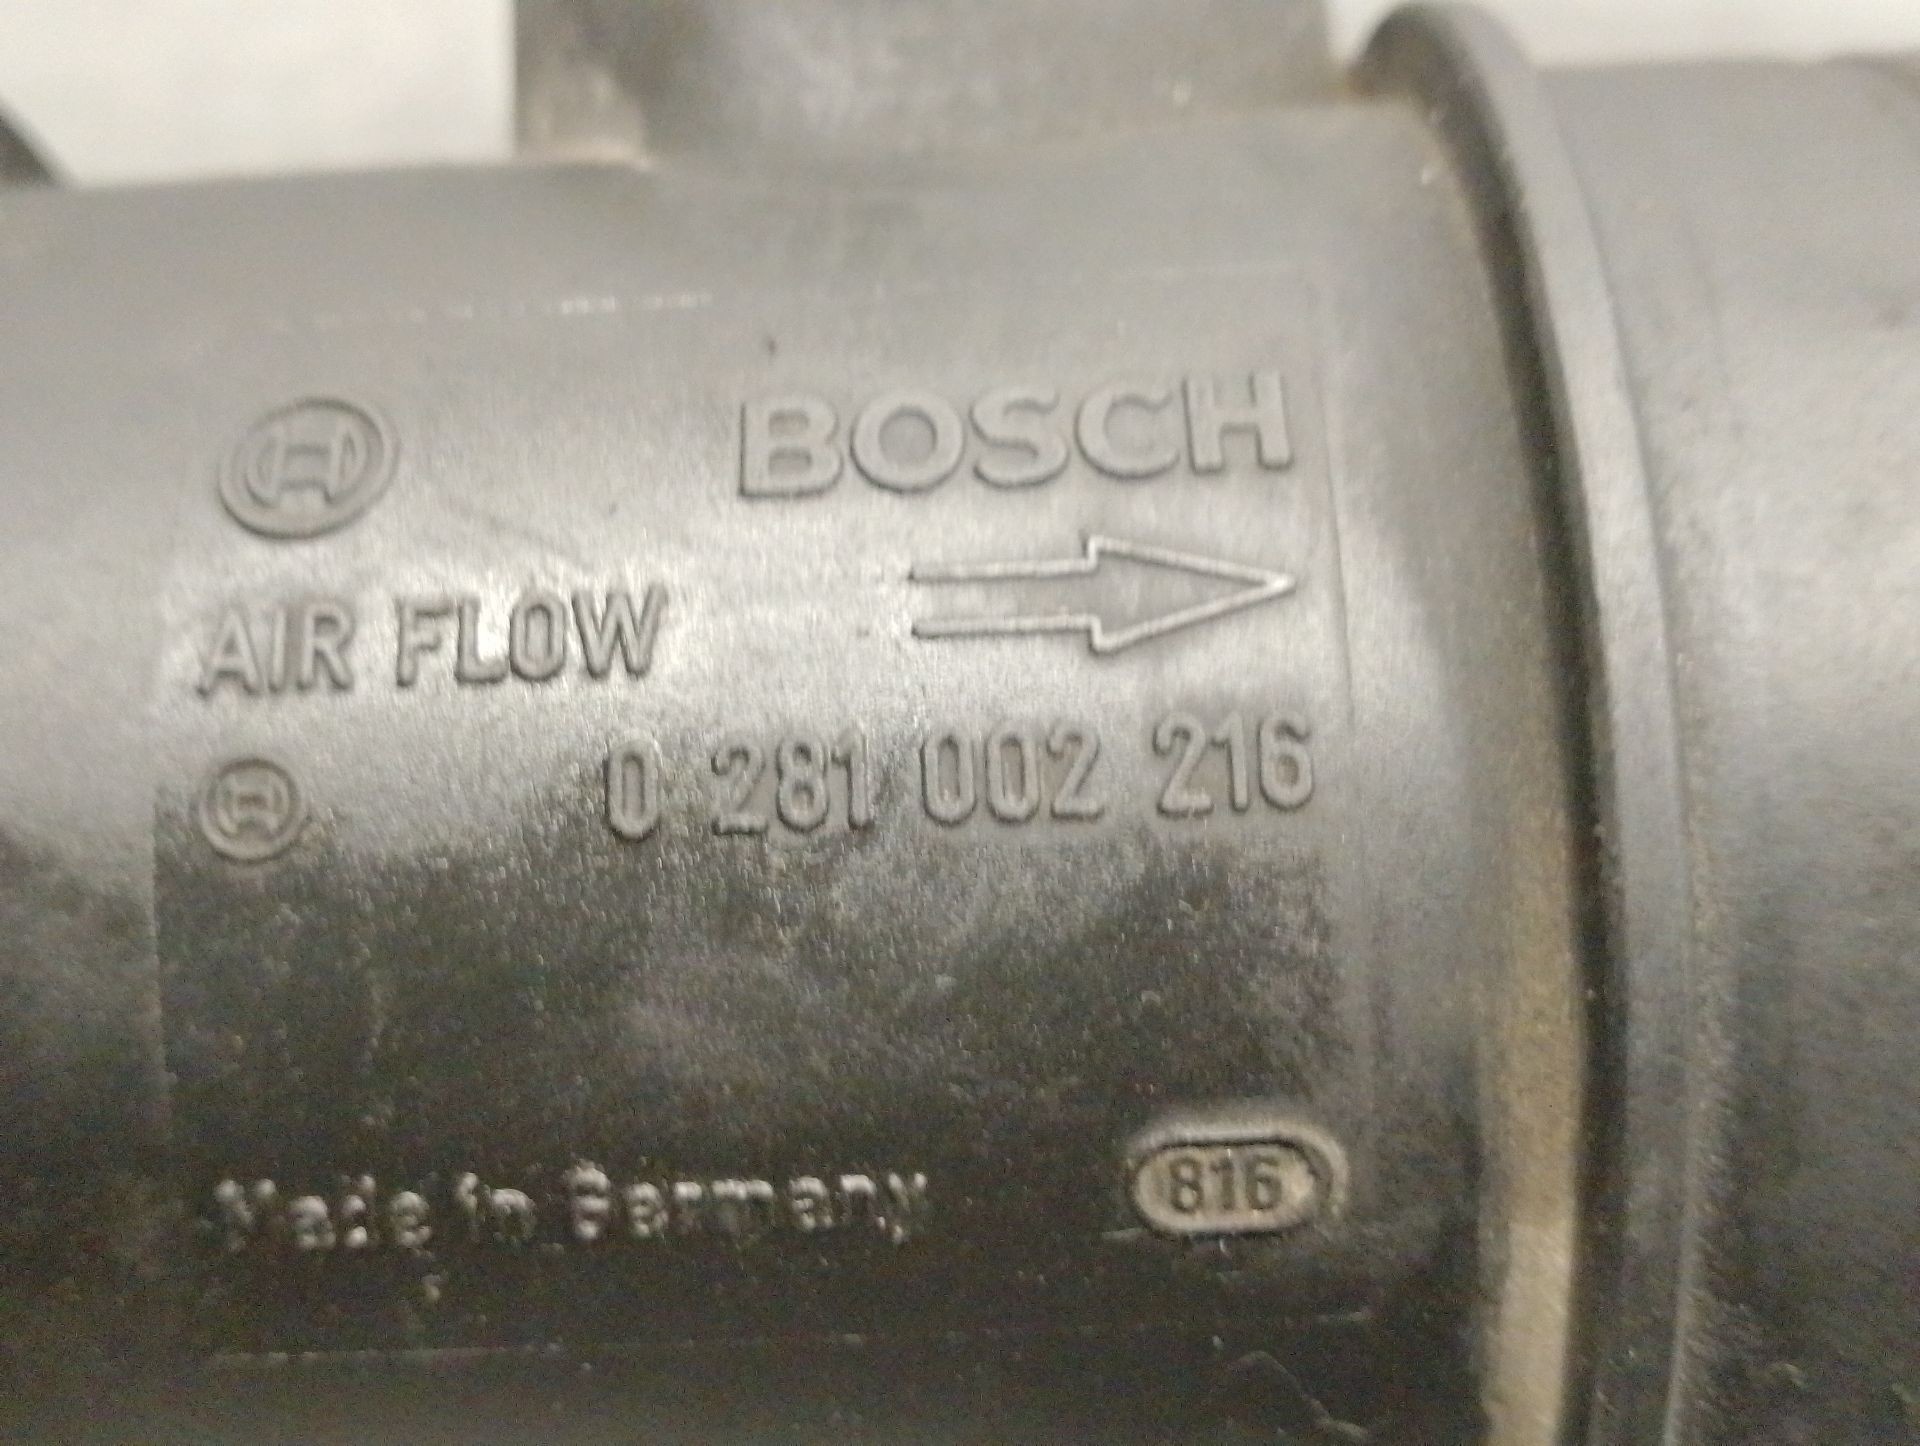 BOSCH
AIR FLOW
0 281 002 216
Made in Germany
816